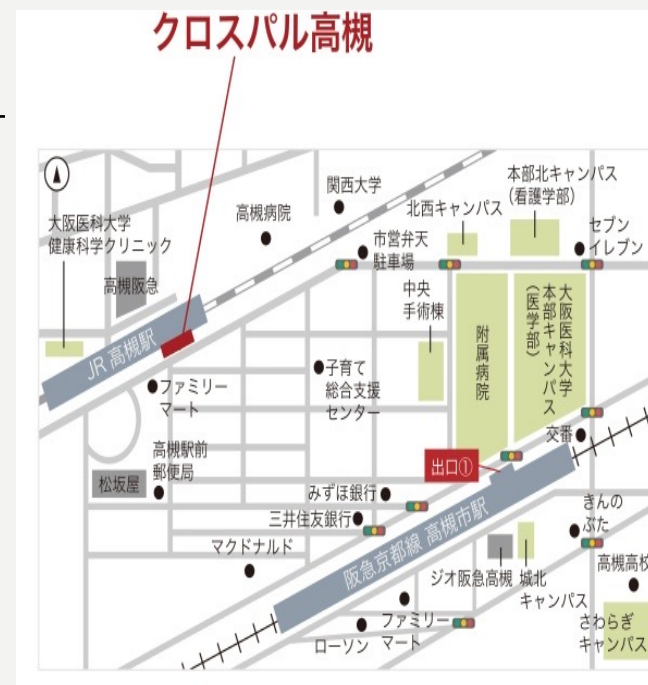 クロスパル高槻
関西大学
本部北キャンパス
(看護学部)
大阪医科大学
健康科学クリニック
高槻病院
北西キャンパス
市営弁天
駐車場
セブン
イレブン
高槻阪急
中央
手術棟
大阪医科大学
本部キャンパス
(医学部)
附属病院
JR 高槻駅
子育て
総合支援
センター
ファミリー
マート
交番
高槻駅前
郵便局
出口①
松坂屋
みずほ銀行
三井住友銀行
きんの
ぶた
マクドナルド
阪急京都線 高槻市駅
ジオ阪急高槻
城北
キャンパス
高槻高校
ファミリー
マート
ローソン
さわらぎ
キャンパス